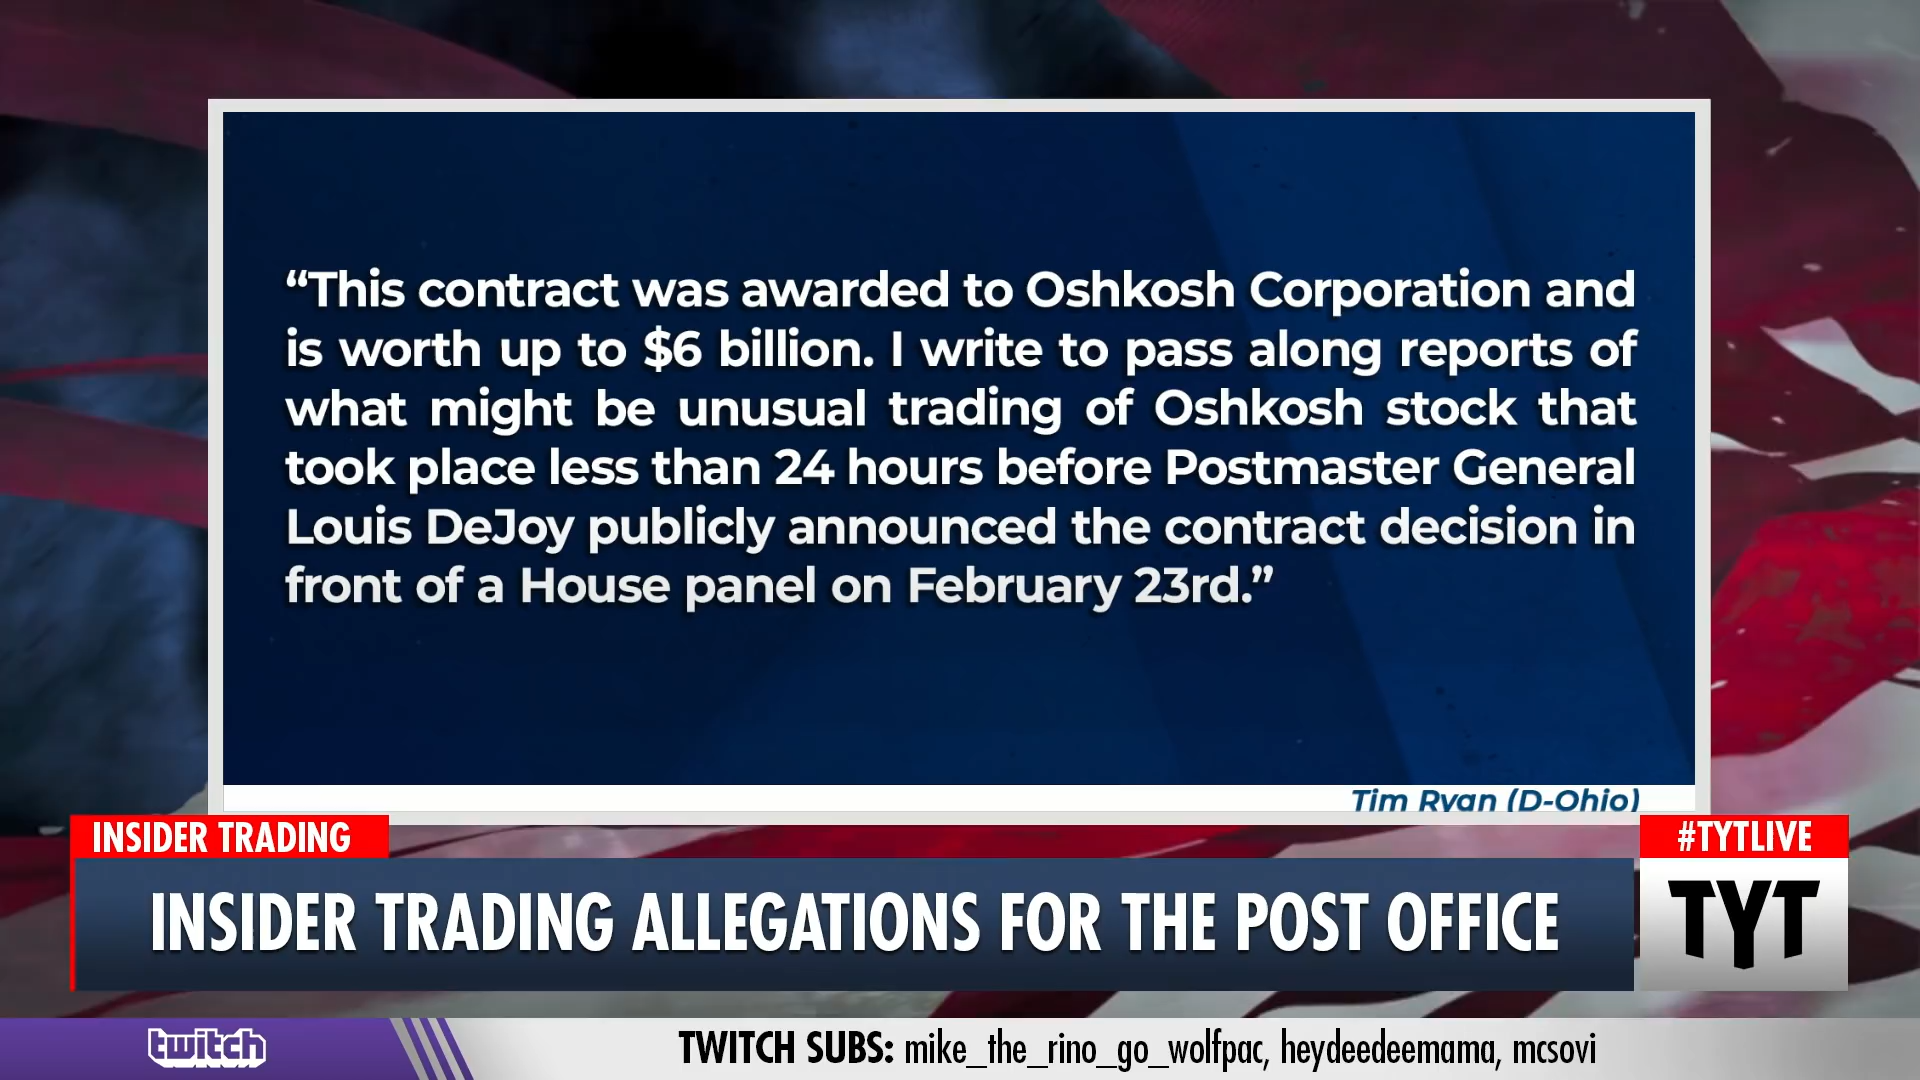 “This contract was awarded to Oshkosh Corporation and
is worth up to $6 billion. I write to pass along reports of
what might be unusual trading of Oshkosh stock that
took place less than 24 hours before Postmaster General
Louis DeJoy publicly announced the contract decision in
front of a House panel on February 23rd.”
Tim Ryan (D-Ohio)
INSIDER TRADING
#TYTLIVE
INSIDER TRADING ALLEGATIONS FOR THE POST OFFICE
TYT
twitch
TWITCH SUBS: mike_the_rino_go_wolfpac, heydeedeemama, mcsovi